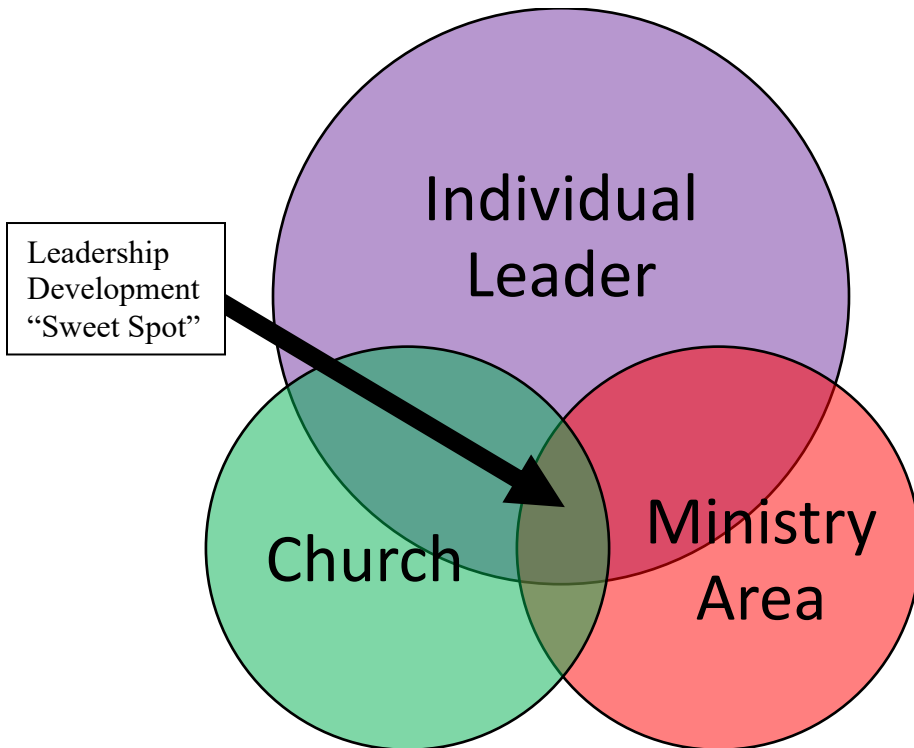 Individual
Leader
Leadership
Development
“Sweet Spot”
Church
Ministry
Area